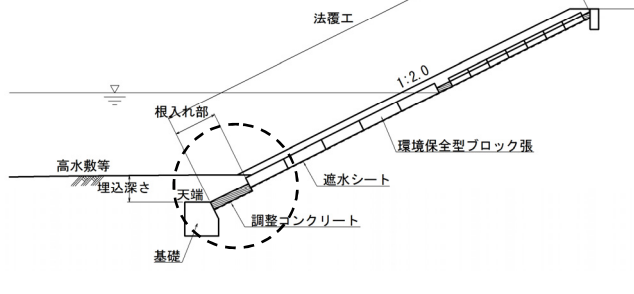 法覆工
1:2.0
根入れ部
環境保全型ブロック張
高水敷等
遮水シート
埋込深さ
天端
調整コンクリート
基礎